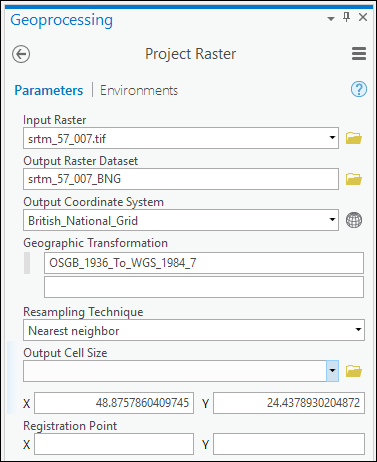 Geoprocessing
Project Raster
Parameters | Environments
Input Raster
srtm_57_007.tif
Output Raster Dataset
srtm_57_007_BNG
Output Coordinate System
British_National_Grid
Geographic Transformation
OSGB_1936_To_WGS_1984_7
Resampling Technique
Nearest neighbor
Output Cell Size
X 48.8757860409745 Y 24.4378930204872
Registration Point
X Y